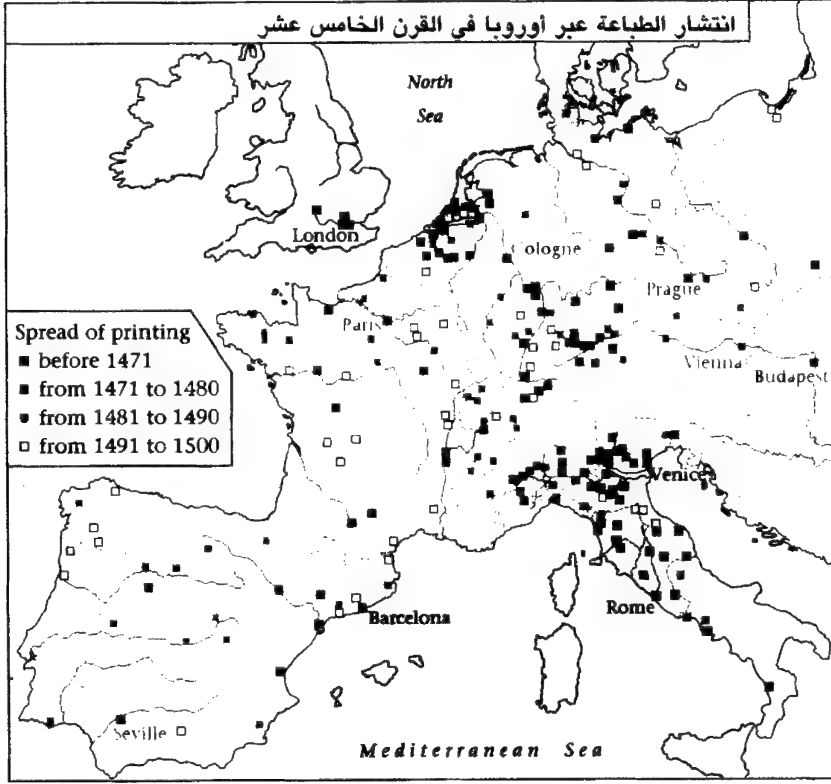 انتشار الطباعة عبر أوروبا في القرن الخامس عشر
North
Sea
London
Cologne
Paris
Prague
Vienna
Budapest
Spread of printing
before 1471
from 1471 to 1480
from 1481 to 1490
from 1491 to 1500
Venice
Rome
Barcelona
Seville
Mediterranean Sea